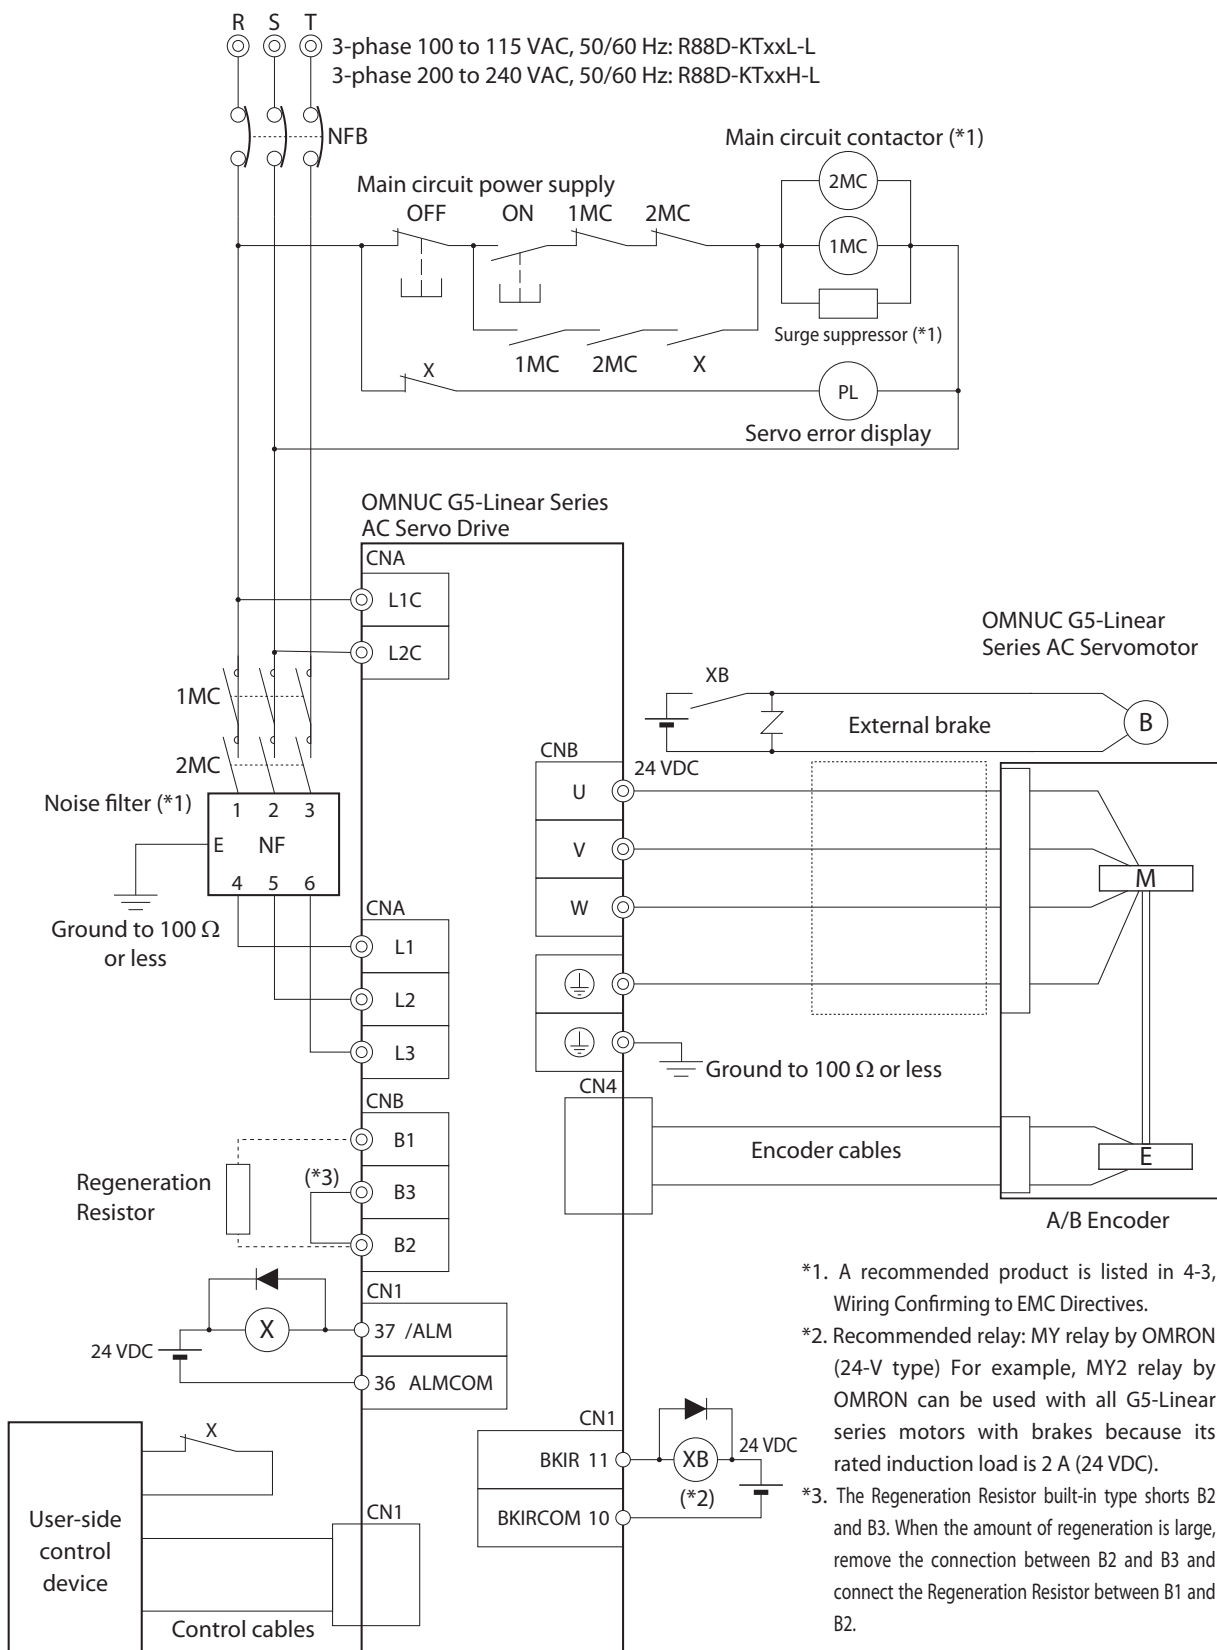 R S T
3-phase 100 to 115 VAC, 50/60 Hz: R88D-KTxxL-L
3-phase 200 to 240 VAC, 50/60 Hz: R88D-KTxxH-L
NFB
Main circuit contactor (*1)
2MC
Main circuit power supply
OFF ON 1MC 2MC
1MC
Surge suppressor (*1)
1MC 2MC X
X
PL
Servo error display
OMNUC G5-Linear Series
AC Servo Drive
CNA
L1C
L2C
OMNUC G5-Linear
Series AC Servomotor
XB
1MC
External brake
B
CNB
24 VDC
2MC
Noise filter (*1)
1 2 3
E NF
4 5 6
Ground to 100 Ω
or less
U
V
W
M
CNA
L1
L2
L3
Ground to 100 Ω or less
CN4
CNB
B1
B3
B2
(*3)
Regeneration
Resistor
Encoder cables
E
A/B Encoder
CN1
X
37 /ALM
24 VDC
36 ALMCOM
CN1
BKIR 11
XB
24 VDC
(*2)
BKIRCOM 10
X
User-side
control
device
CN1
Control cables
*1. A recommended product is listed in 4-3,
Wiring Confirming to EMC Directives.
*2. Recommended relay: MY relay by OMRON
(24-V type) For example, MY2 relay by
OMRON can be used with all G5-Linear
series motors with brakes because its
rated induction load is 2 A (24 VDC).
*3. The Regeneration Resistor built-in type shorts B2
and B3. When the amount of regeneration is large,
remove the connection between B2 and B3 and
connect the Regeneration Resistor between B1 and
B2.